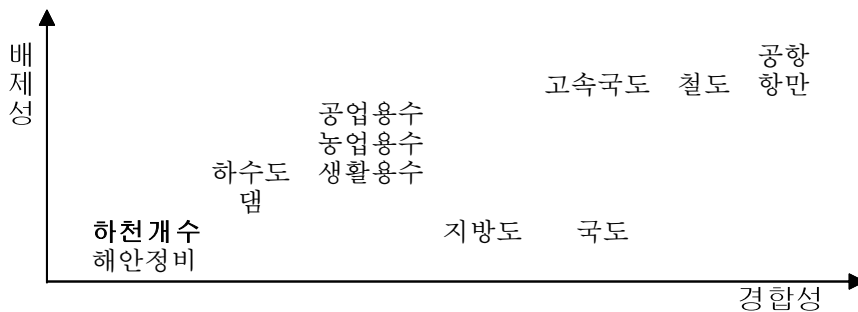 배제성
공항
고속국도 철도 항만
공업용수
농업용수
하수도 생활용수
댐
하천개수 지방도 국도
해안정비
경합성